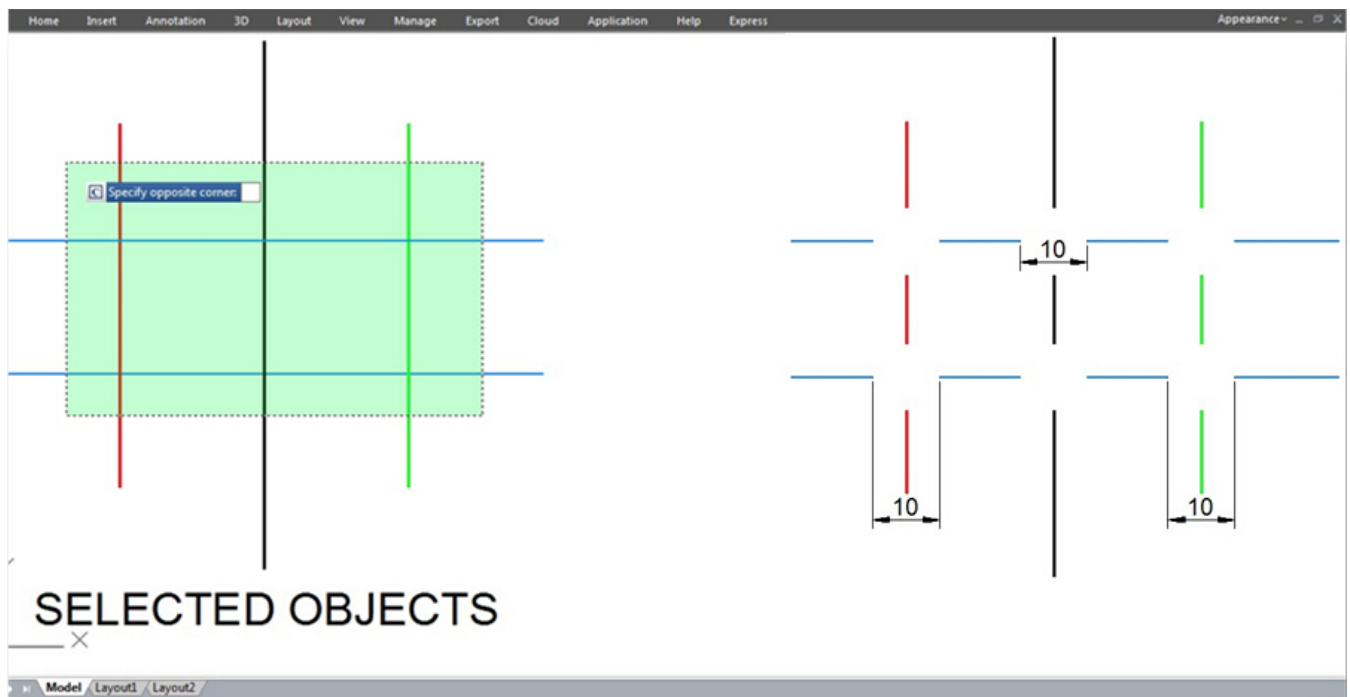 Home Insert Annotation 3D Layout View Manage Export Cloud Application Help Express Appearance
Specify opposite corner:
10
10
10
SELECTED OBJECTS
Model Layout1 Layout2